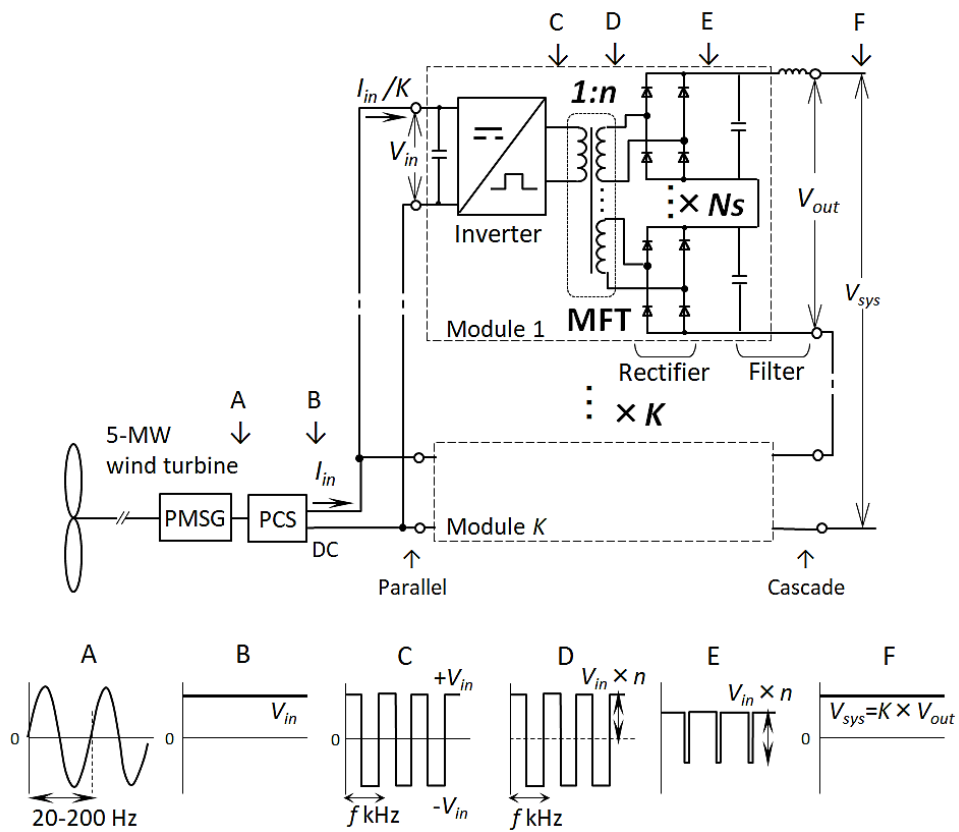 C D E F
I_in/K
1:n
V_in
Inverter
⋮ × Ns
V_out
V_sys
MFT
Module 1
Rectifier
Filter
⋮ × K
A B
5-MW
wind turbine
I_in
PMSG
PCS
DC
Module K
Parallel
Cascade
A B C D E F
0
20-200 Hz
0
V_in
0
+V_in
-V_in
f kHz
V_in × n
0
f kHz
V_in × n
V_sys=K × V_out
0